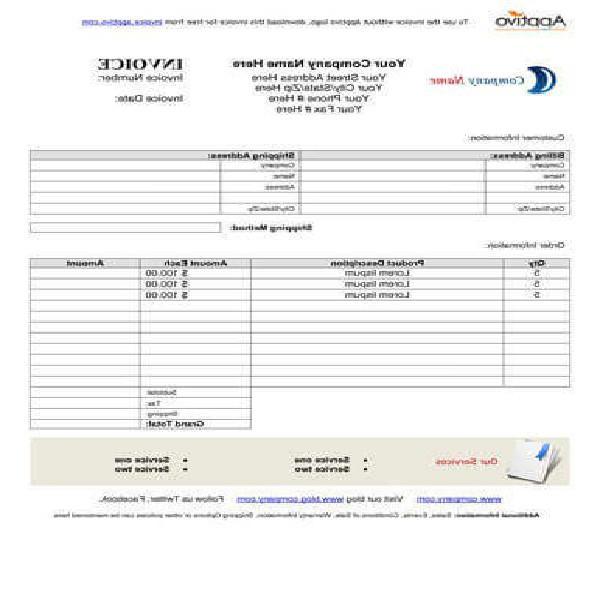 Apptivo
To use the invoice without Apptivo logo, download this invoice for free from invoice.apptivo.com
Company Name
Your Company Name Here
INVOICE
Your Street Address Here
Invoice Number:
Your City/State/Zip Here
Your Phone # Here
Invoice Date:
Your Fax # Here
Customer Information:
Billing Address: Shipping Address:
Company: Company:
Name: Name:
Address: Address:
City/State/Zip City/State/Zip
Shipping Method:
Order Information:
Qty Product Description Amount Each Amount
5 Lorem Iispum $ 100.00
5 Lorem Iispum $ 100.00
5 Lorem Iispum $ 100.00
Subtotal:
Tax:
Shipping:
Grand Total:
Our Services
• Service one • Service one
• Service two • Service two
www.company.com Visit our blog www.blog.company.com Follow us Twitter, Facebook.
Additional Information: Sales, Events, Conditions of Sale, Warranty Information, Shipping Options or other policies can be mentioned here